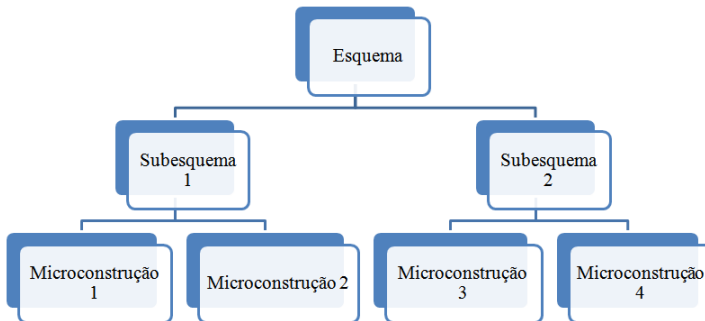 Esquema
Subesquema
1
Subesquema
2
Microconstrução
1
Microconstrução 2
Microconstrução
3
Microconstrução
4